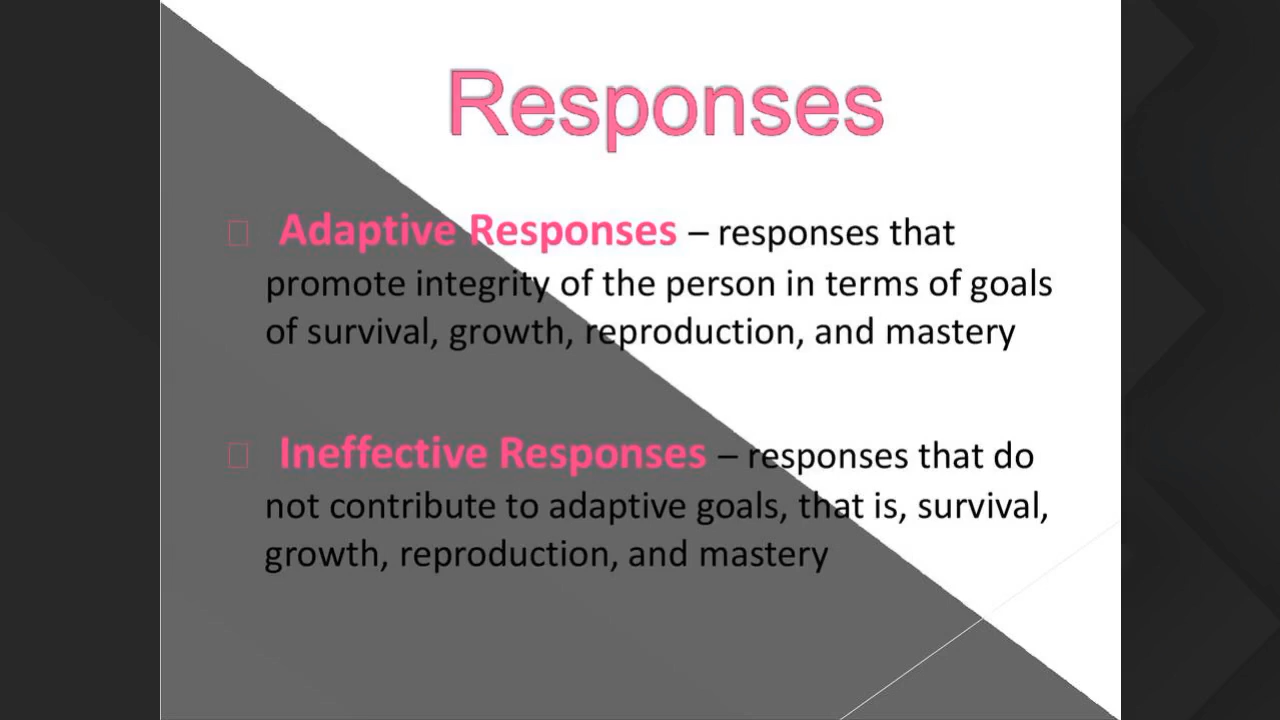 Responses
Adaptive Responses – responses that
promote integrity of the person in terms of goals
of survival, growth, reproduction, and mastery
Ineffective Responses – responses that do
not contribute to adaptive goals, that is, survival,
growth, reproduction, and mastery